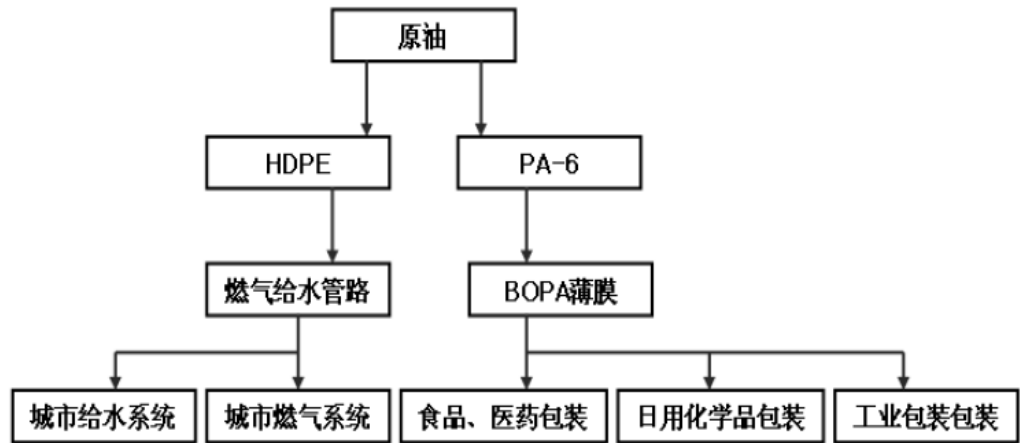 原油
HDPE
PA-6
燃气给水管路
BOPA薄膜
城市给水系统
城市燃气系统
食品、医药包装
日用化学品包装
工业包装包装